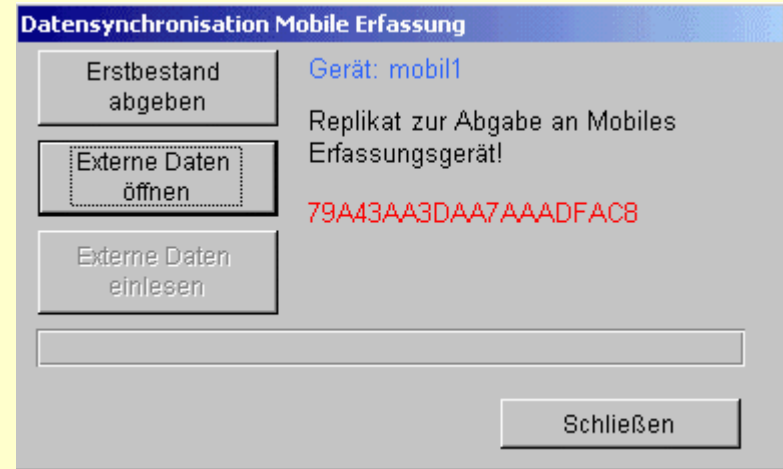 Datensynchronisation Mobile Erfassung
Erstbestand
abgeben
Gerät: mobil1
Replikat zur Abgabe an Mobiles
Erfassungsgerät!
Externe Daten
öffnen
79A43AA3DAA7AAADFAC8
Externe Daten
einlesen
Schließen